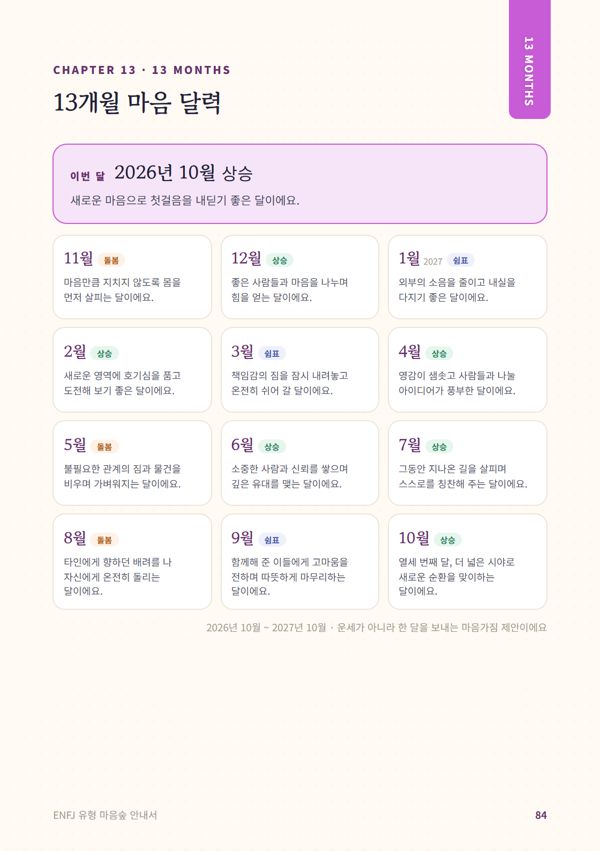 13 MONTHS
CHAPTER 13 · 13 MONTHS
13개월 마음 달력
이번 달 2026년 10월 상승
새로운 마음으로 첫걸음을 내딛기 좋은 달이에요.
11월 돌봄
마음만큼 지치지 않도록 몸을
먼저 살피는 달이에요.
12월 상승
좋은 사람들과 마음을 나누며
힘을 얻는 달이에요.
1월 2027 쉼표
외부의 소음을 줄이고 내실을
다지기 좋은 달이에요.
2월 상승
새로운 영역에 호기심을 품고
도전해 보기 좋은 달이에요.
3월 쉼표
책임감의 짐을 잠시 내려놓고
온전히 쉬어 갈 달이에요.
4월 상승
영감이 샘솟고 사람들과 나눌
아이디어가 풍부한 달이에요.
5월 돌봄
불필요한 관계의 짐과 물건을
비우며 가벼워지는 달이에요.
6월 상승
소중한 사람과 신뢰를 쌓으며
깊은 유대를 맺는 달이에요.
7월 상승
그동안 지나온 길을 살피며
스스로를 칭찬해 주는 달이에요.
8월 돌봄
타인에게 향하던 배려를 나
자신에게 온전히 돌리는
달이에요.
9월 쉼표
함께해 준 이들에게 고마움을
전하며 따뜻하게 마무리하는
달이에요.
10월 상승
열세 번째 달, 더 넓은 시야로
새로운 순환을 맞이하는
달이에요.
2026년 10월 ~ 2027년 10월 · 운세가 아니라 한 달을 보내는 마음가짐 제안이에요
ENFJ 유형 마음숲 안내서
84